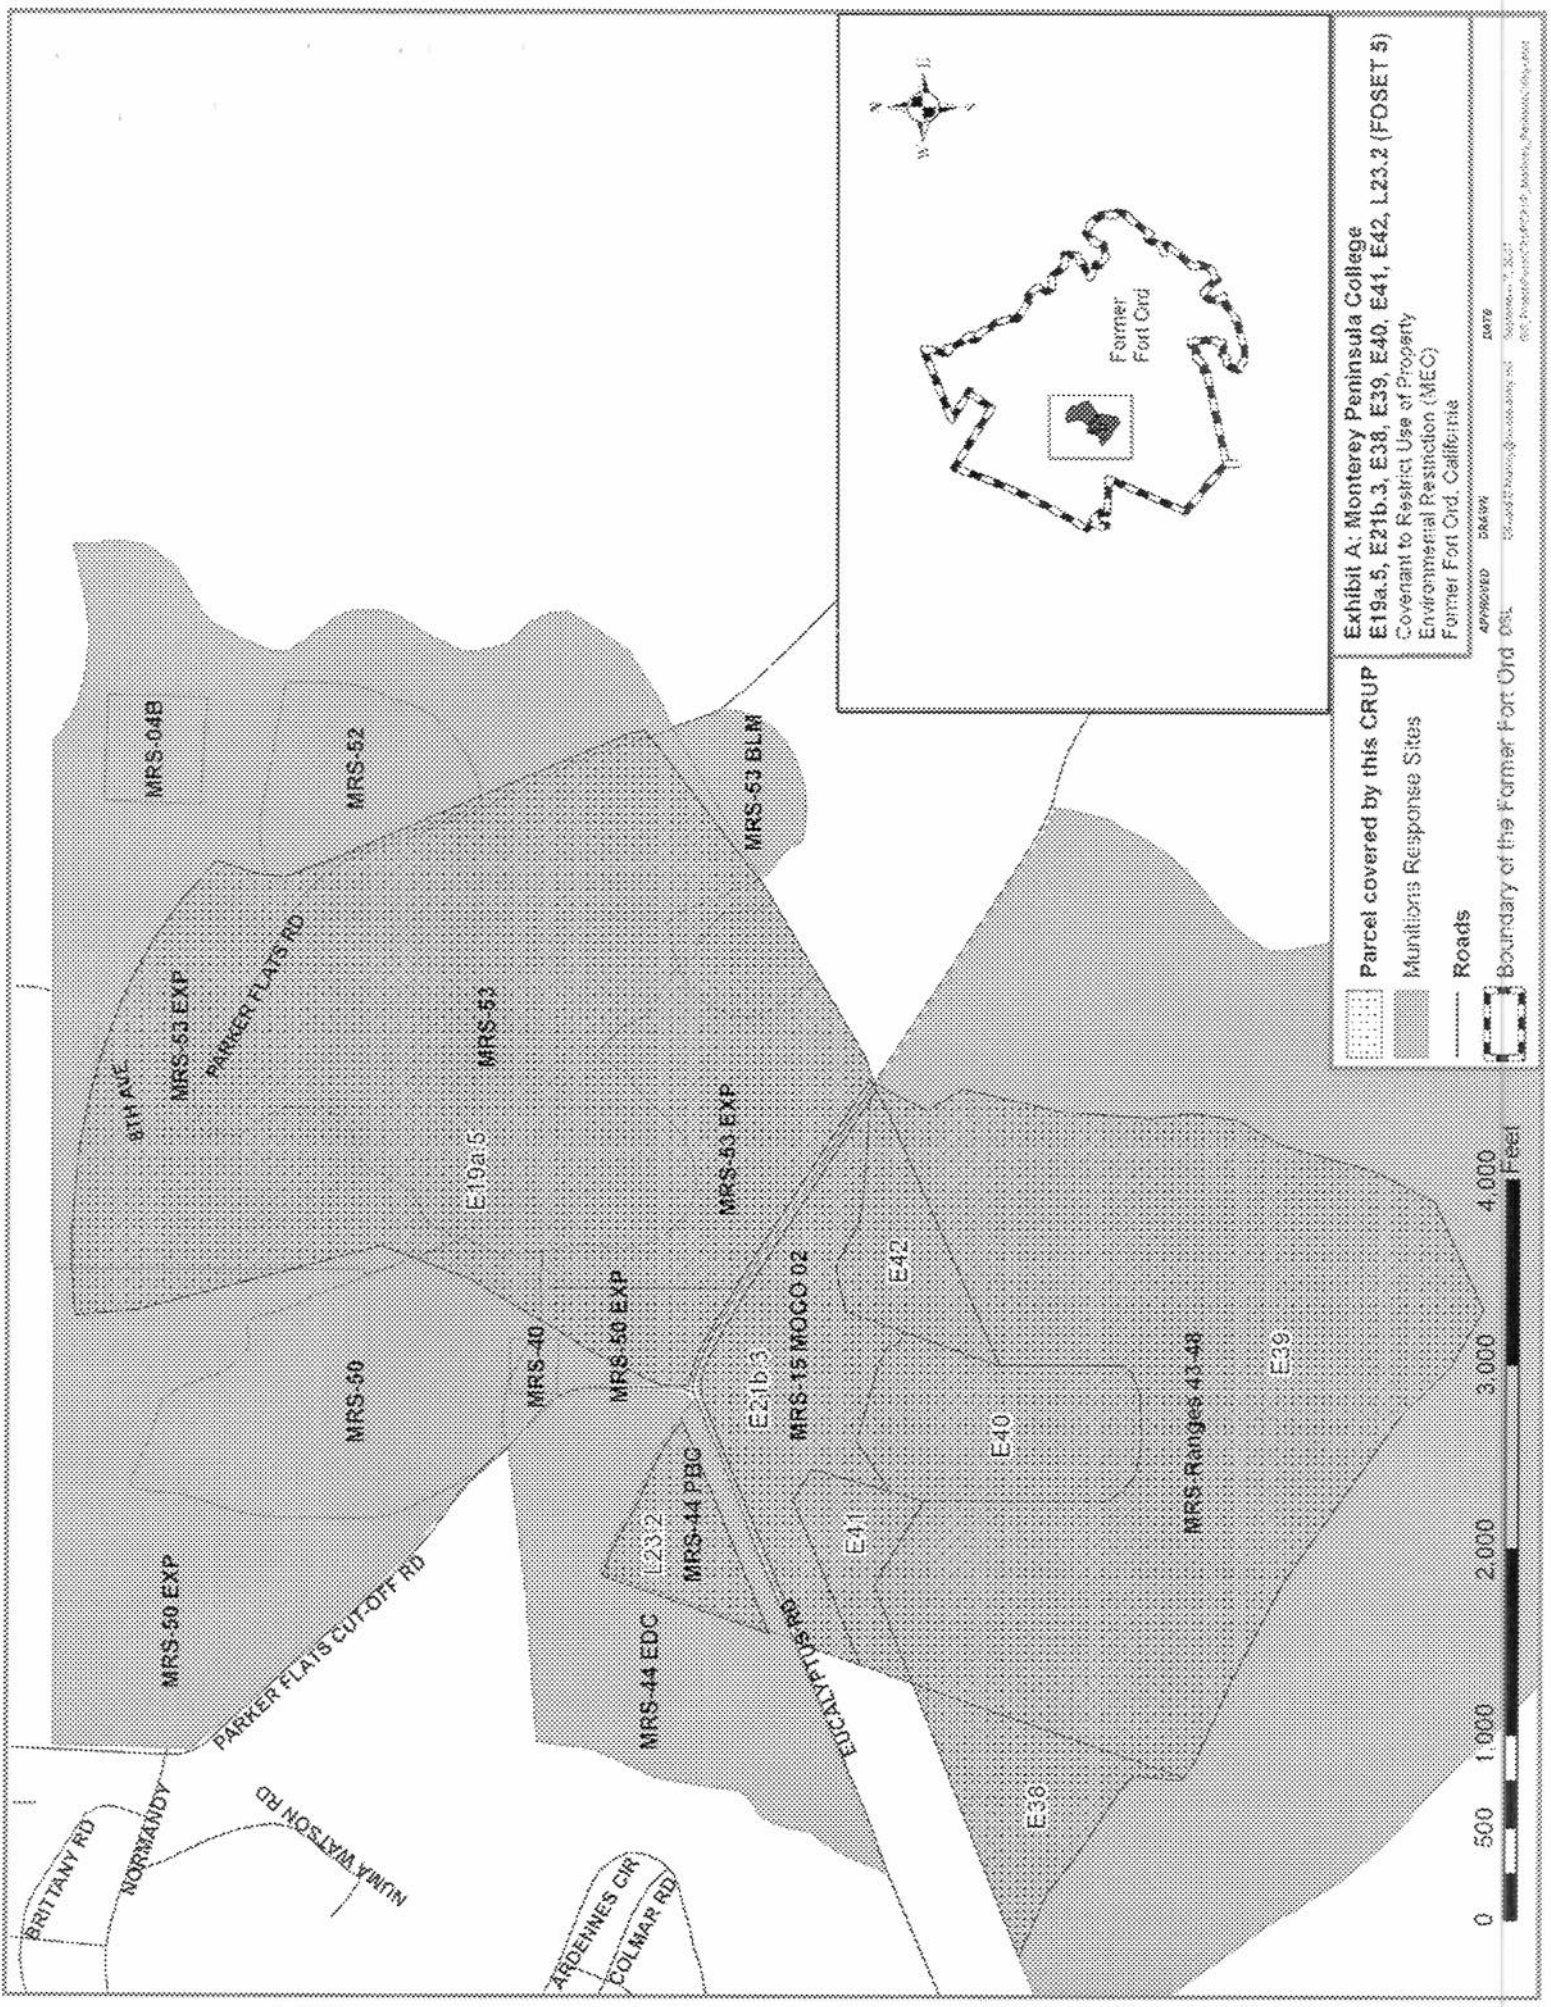 BRITTANY RD
NORMANDY
NUMA WATSON RD
ARDENNES CIR
COLMAR RD
PARKER FLATS CUT-OFF RD
EUCALYPTUS RD
8TH AVE
PARKER FLATS RD
MRS-50 EXP
MRS-50
MRS-53 EXP
MRS-04B
MRS-52
MRS-53
E19a.5
MRS-40
MRS-50 EXP
MRS-53 EXP
MRS-53 BLM
MRS-44 EDC
L23.2
MRS-44 PBC
E21b.3
MRS-15 MOCO 02
E42
E41
E40
E38
MRS-Ranges 43-48
E39
N
W
E
S
Former
Fort Ord
0
500
1,000
2,000
3,000
4,000
Feet
Parcel covered by this CRUP
Munitions Response Sites
Roads
Boundary of the Former Fort Ord
Exhibit A: Monterey Peninsula College
E19a.5, E21b.3, E38, E39, E40, E41, E42, L23.2 (FOSET 5)
Covenant to Restrict Use of Property
Environmental Restriction (MEC)
Former Fort Ord, California
APPROVED
DRAWN
DATE
DSL